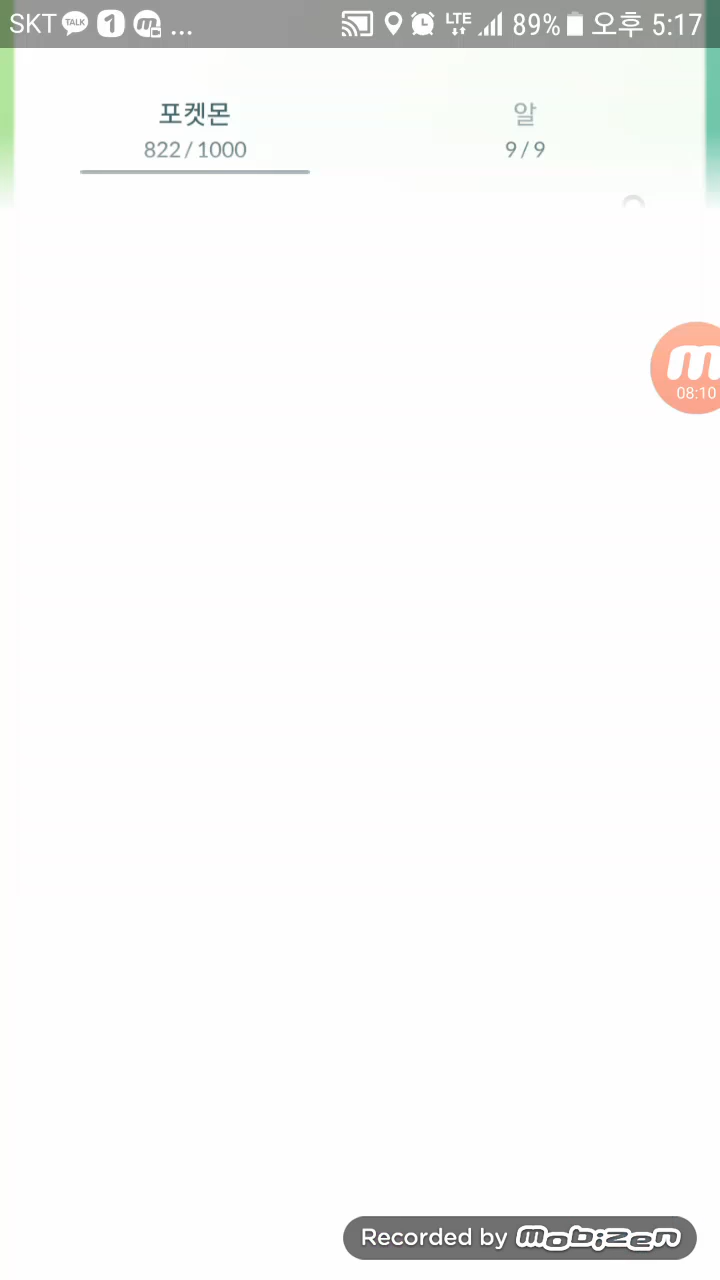 SKT TALK 1 m ... LTE 89% 오후 5:17
포켓몬 알
822 / 1000 9 / 9
m
08:10
Recorded by mobizen